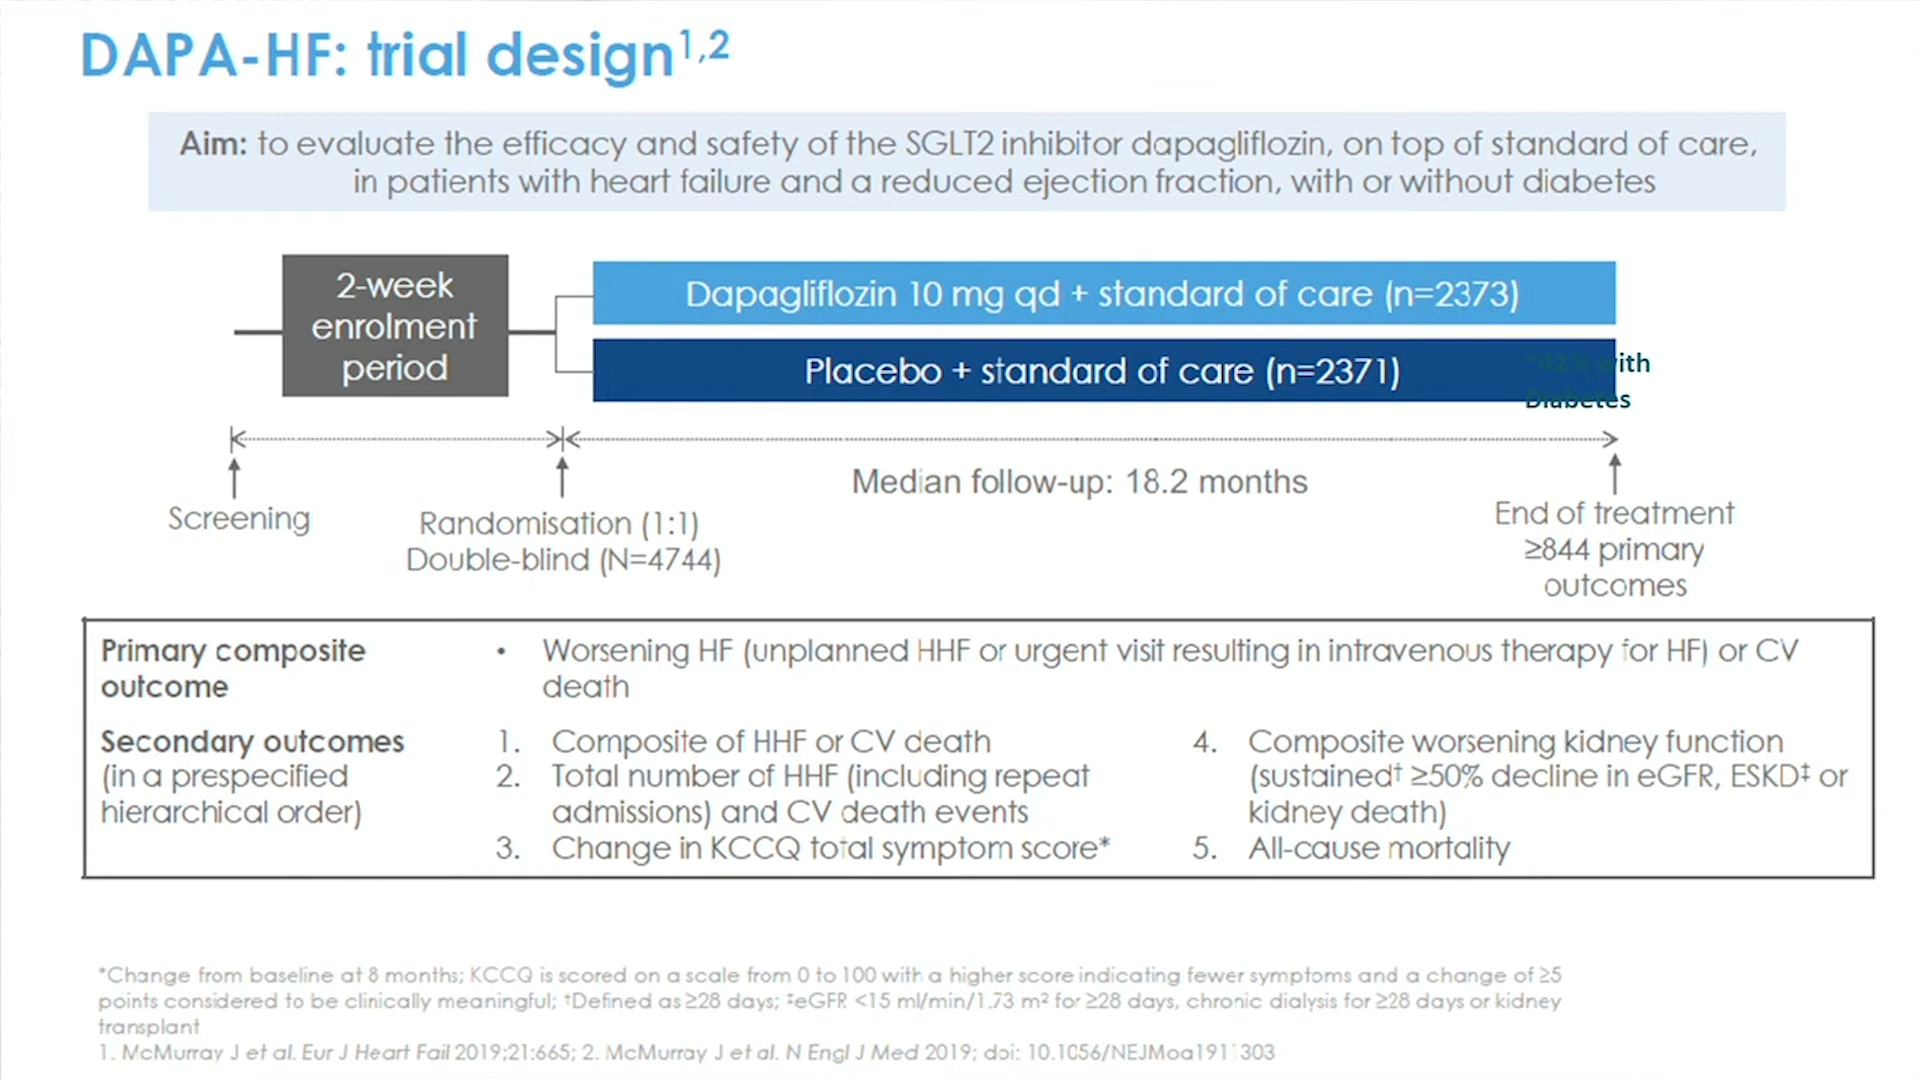 DAPA-HF: trial design1,2
Aim: to evaluate the efficacy and safety of the SGLT2 inhibitor dapagliflozin, on top of standard of care,
in patients with heart failure and a reduced ejection fraction, with or without diabetes
2-week
enrolment
period
Dapagliflozin 10 mg qd + standard of care (n=2373)
Placebo + standard of care (n=2371)
*42% with
Diabetes
Median follow-up: 18.2 months
Screening
Randomisation (1:1)
Double-blind (N=4744)
End of treatment
≥844 primary
outcomes
Primary composite
outcome
• Worsening HF (unplanned HHF or urgent visit resulting in intravenous therapy for HF) or CV
death
Secondary outcomes
(in a prespecified
hierarchical order)
1. Composite of HHF or CV death
2. Total number of HHF (including repeat
admissions) and CV death events
3. Change in KCCQ total symptom score*
4. Composite worsening kidney function
(sustained† ≥50% decline in eGFR, ESKD‡ or
kidney death)
5. All-cause mortality
*Change from baseline at 8 months; KCCQ is scored on a scale from 0 to 100 with a higher score indicating fewer symptoms and a change of ≥5
points considered to be clinically meaningful; †Defined as ≥28 days; ‡eGFR <15 ml/min/1.73 m² for ≥28 days, chronic dialysis for ≥28 days or kidney
transplant
1. McMurray J et al. Eur J Heart Fail 2019;21:665; 2. McMurray J et al. N Engl J Med 2019; doi: 10.1056/NEJMoa1911303